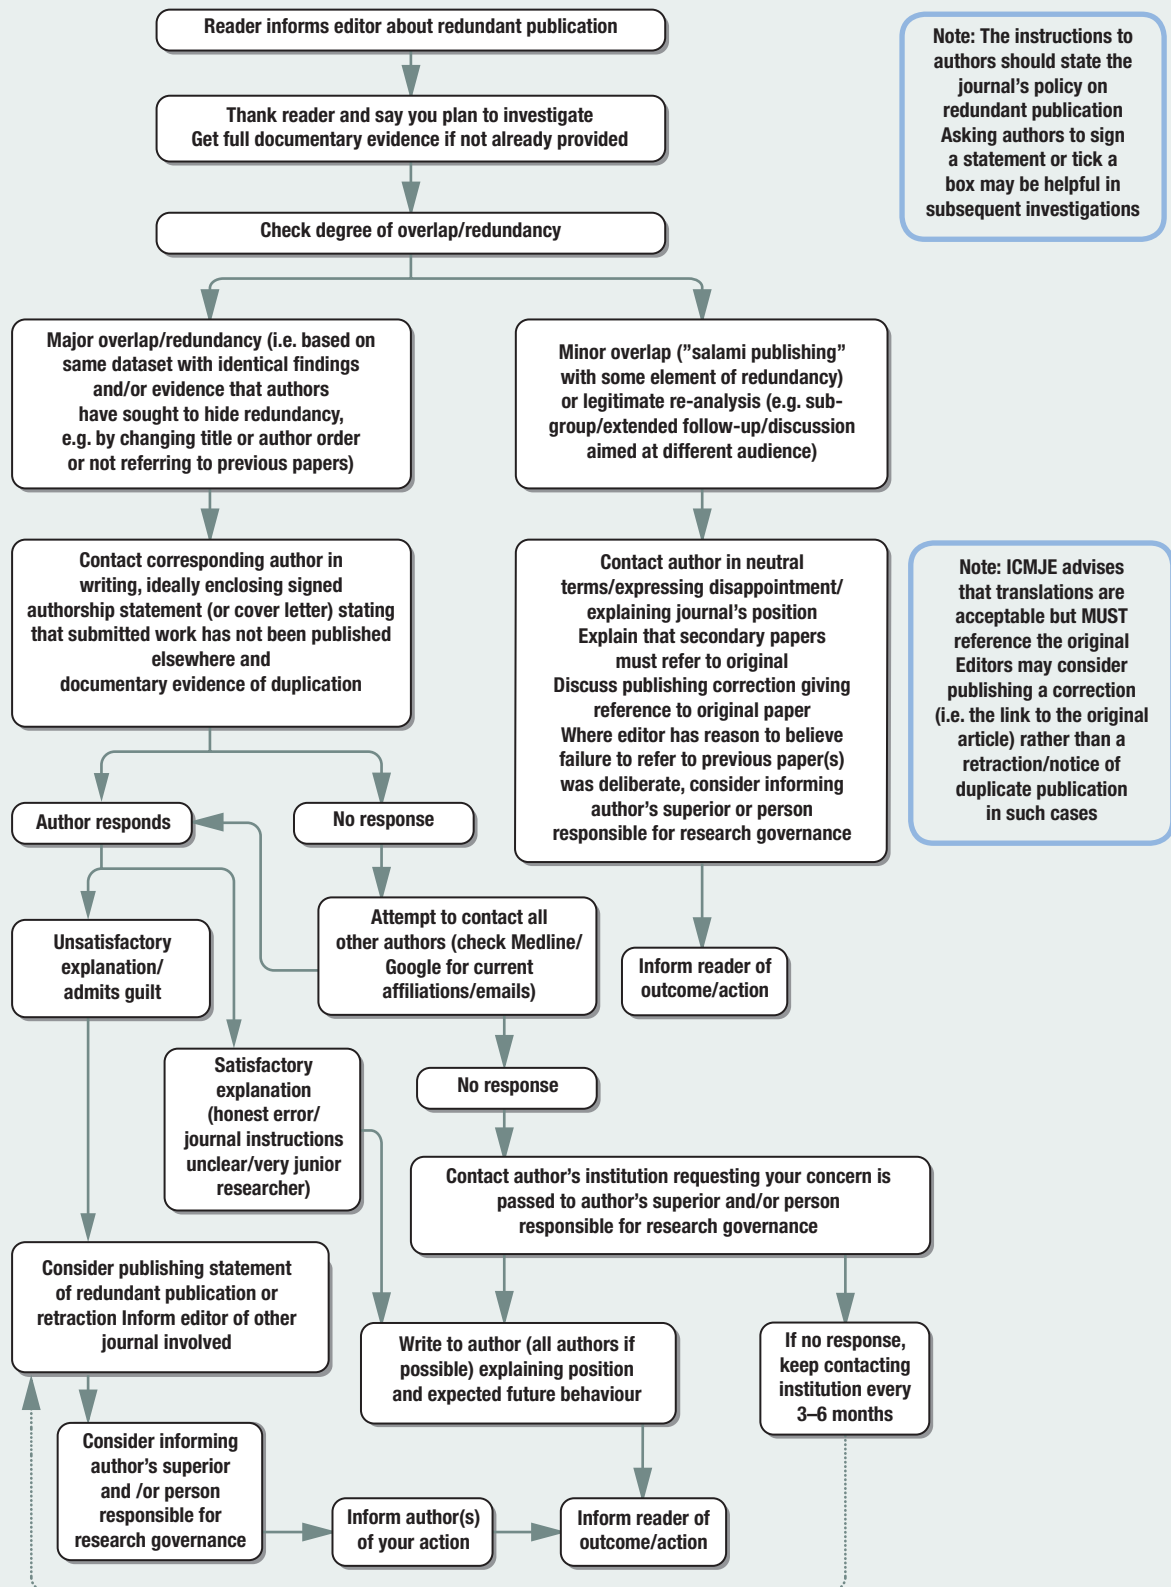 Reader informs editor about redundant publication
Thank reader and say you plan to investigate
Get full documentary evidence if not already provided
Check degree of overlap/redundancy
Note: The instructions to
authors should state the
journal's policy on
redundant publication
Asking authors to sign
a statement or tick a
box may be helpful in
subsequent investigations
Major overlap/redundancy (i.e. based on
same dataset with identical findings
and/or evidence that authors
have sought to hide redundancy,
e.g. by changing title or author order
or not referring to previous papers)
Minor overlap ("salami publishing"
with some element of redundancy)
or legitimate re-analysis (e.g. sub-
group/extended follow-up/discussion
aimed at different audience)
Contact corresponding author in
writing, ideally enclosing signed
authorship statement (or cover letter) stating
that submitted work has not been published
elsewhere and
documentary evidence of duplication
Contact author in neutral
terms/expressing disappointment/
explaining journal's position
Explain that secondary papers
must refer to original
Discuss publishing correction giving
reference to original paper
Where editor has reason to believe
failure to refer to previous paper(s)
was deliberate, consider informing
author's superior or person
responsible for research governance
Note: ICMJE advises
that translations are
acceptable but MUST
reference the original
Editors may consider
publishing a correction
(i.e. the link to the original
article) rather than a
retraction/notice of
duplicate publication
in such cases
Author responds
No response
Unsatisfactory
explanation/
admits guilt
Attempt to contact all
other authors (check Medline/
Google for current
affiliations/emails)
Inform reader of
outcome/action
Satisfactory
explanation
(honest error/
journal instructions
unclear/very junior
researcher)
No response
Contact author's institution requesting your concern is
passed to author's superior and/or person
responsible for research governance
Consider publishing statement
of redundant publication or
retraction Inform editor of other
journal involved
Write to author (all authors if
possible) explaining position
and expected future behaviour
If no response,
keep contacting
institution every
3–6 months
Consider informing
author's superior
and /or person
responsible for
research governance
Inform author(s)
of your action
Inform reader of
outcome/action